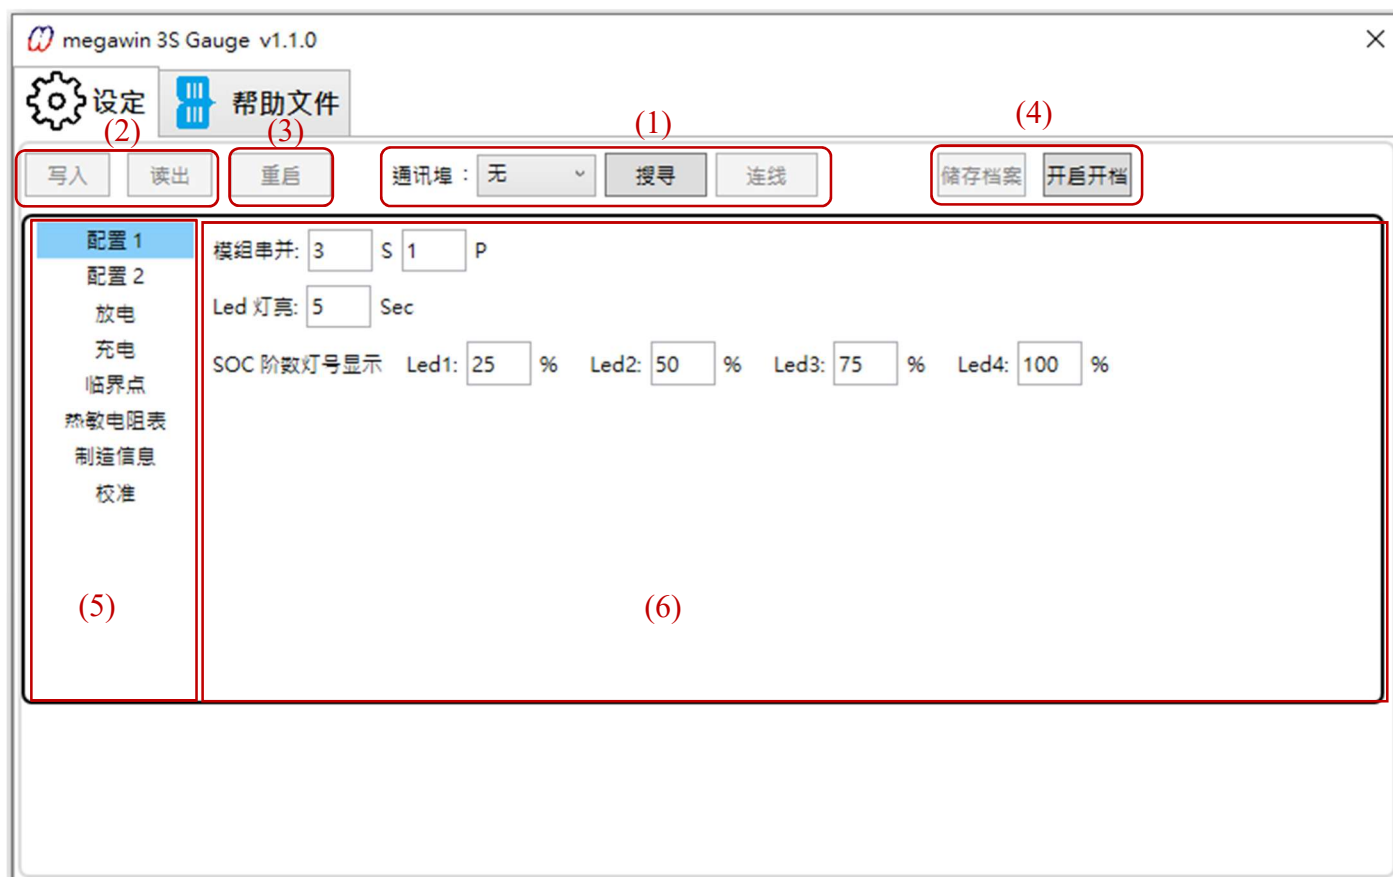 megawin 3S Gauge v1.1.0
设定 帮助文件
(2) (3) (1) (4)
写入 读出 重启 通讯埠： 无 搜寻 连线 储存档案 开启开档
配置 1
配置 2
放电
充电
临界点
热敏电阻表
制造信息
校准
(5)
模组串并: 3 S 1 P
Led 灯亮: 5 Sec
SOC 阶数灯号显示 Led1: 25 % Led2: 50 % Led3: 75 % Led4: 100 %
(6)